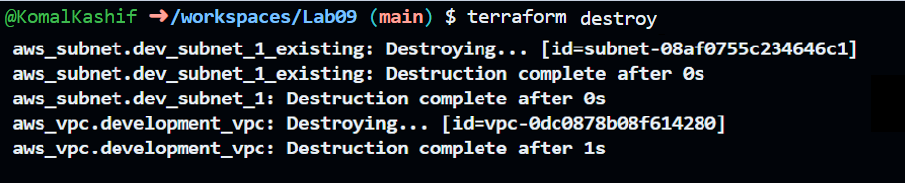 @KomalKashif ➜/workspaces/Lab09 (main) $ terraform destroy
aws_subnet.dev_subnet_1_existing: Destroying... [id=subnet-08af0755c234646c1]
aws_subnet.dev_subnet_1_existing: Destruction complete after 0s
aws_subnet.dev_subnet_1: Destruction complete after 0s
aws_vpc.development_vpc: Destroying... [id=vpc-0dc0878b08f614280]
aws_vpc.development_vpc: Destruction complete after 1s